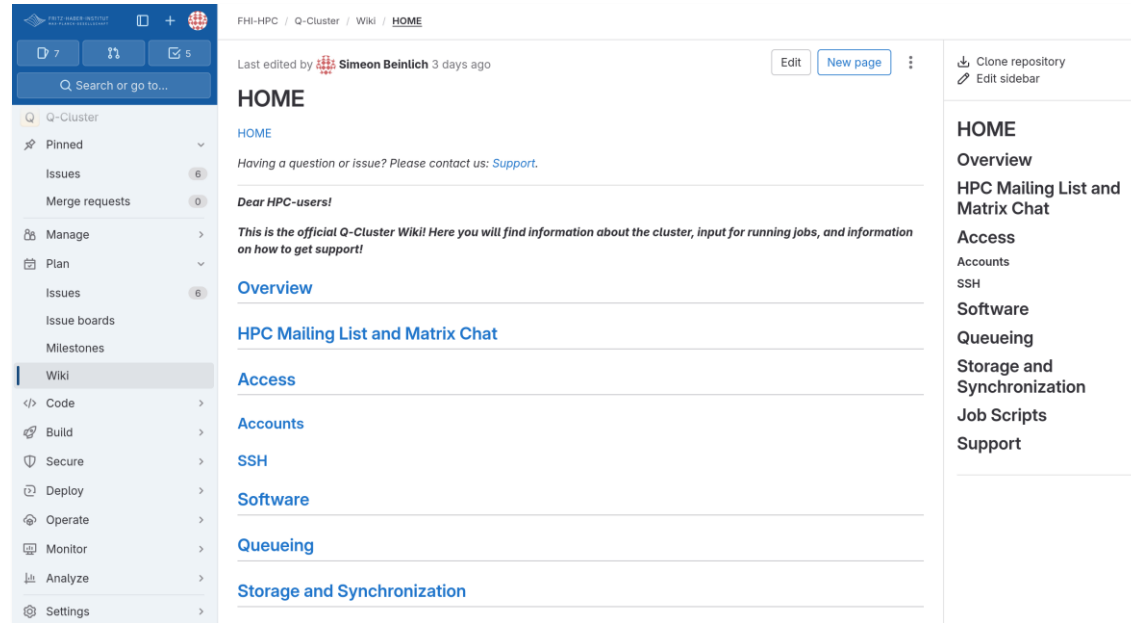 FRITZ-HABER-INSTITUT
MAX-PLANCK-GESELLSCHAFT
7
5
Search or go to...
Q Q-Cluster
Pinned
Issues 6
Merge requests 0
Manage
Plan
Issues 6
Issue boards
Milestones
Wiki
Code
Build
Secure
Deploy
Operate
Monitor
Analyze
Settings
FHI-HPC / Q-Cluster / Wiki / HOME
Last edited by Simeon Beinlich 3 days ago
Edit New page
HOME
HOME
Having a question or issue? Please contact us: Support.
Dear HPC-users!
This is the official Q-Cluster Wiki! Here you will find information about the cluster, input for running jobs, and information
on how to get support!
Overview
HPC Mailing List and Matrix Chat
Access
Accounts
SSH
Software
Queueing
Storage and Synchronization
Clone repository
Edit sidebar
HOME
Overview
HPC Mailing List and
Matrix Chat
Access
Accounts
SSH
Software
Queueing
Storage and
Synchronization
Job Scripts
Support